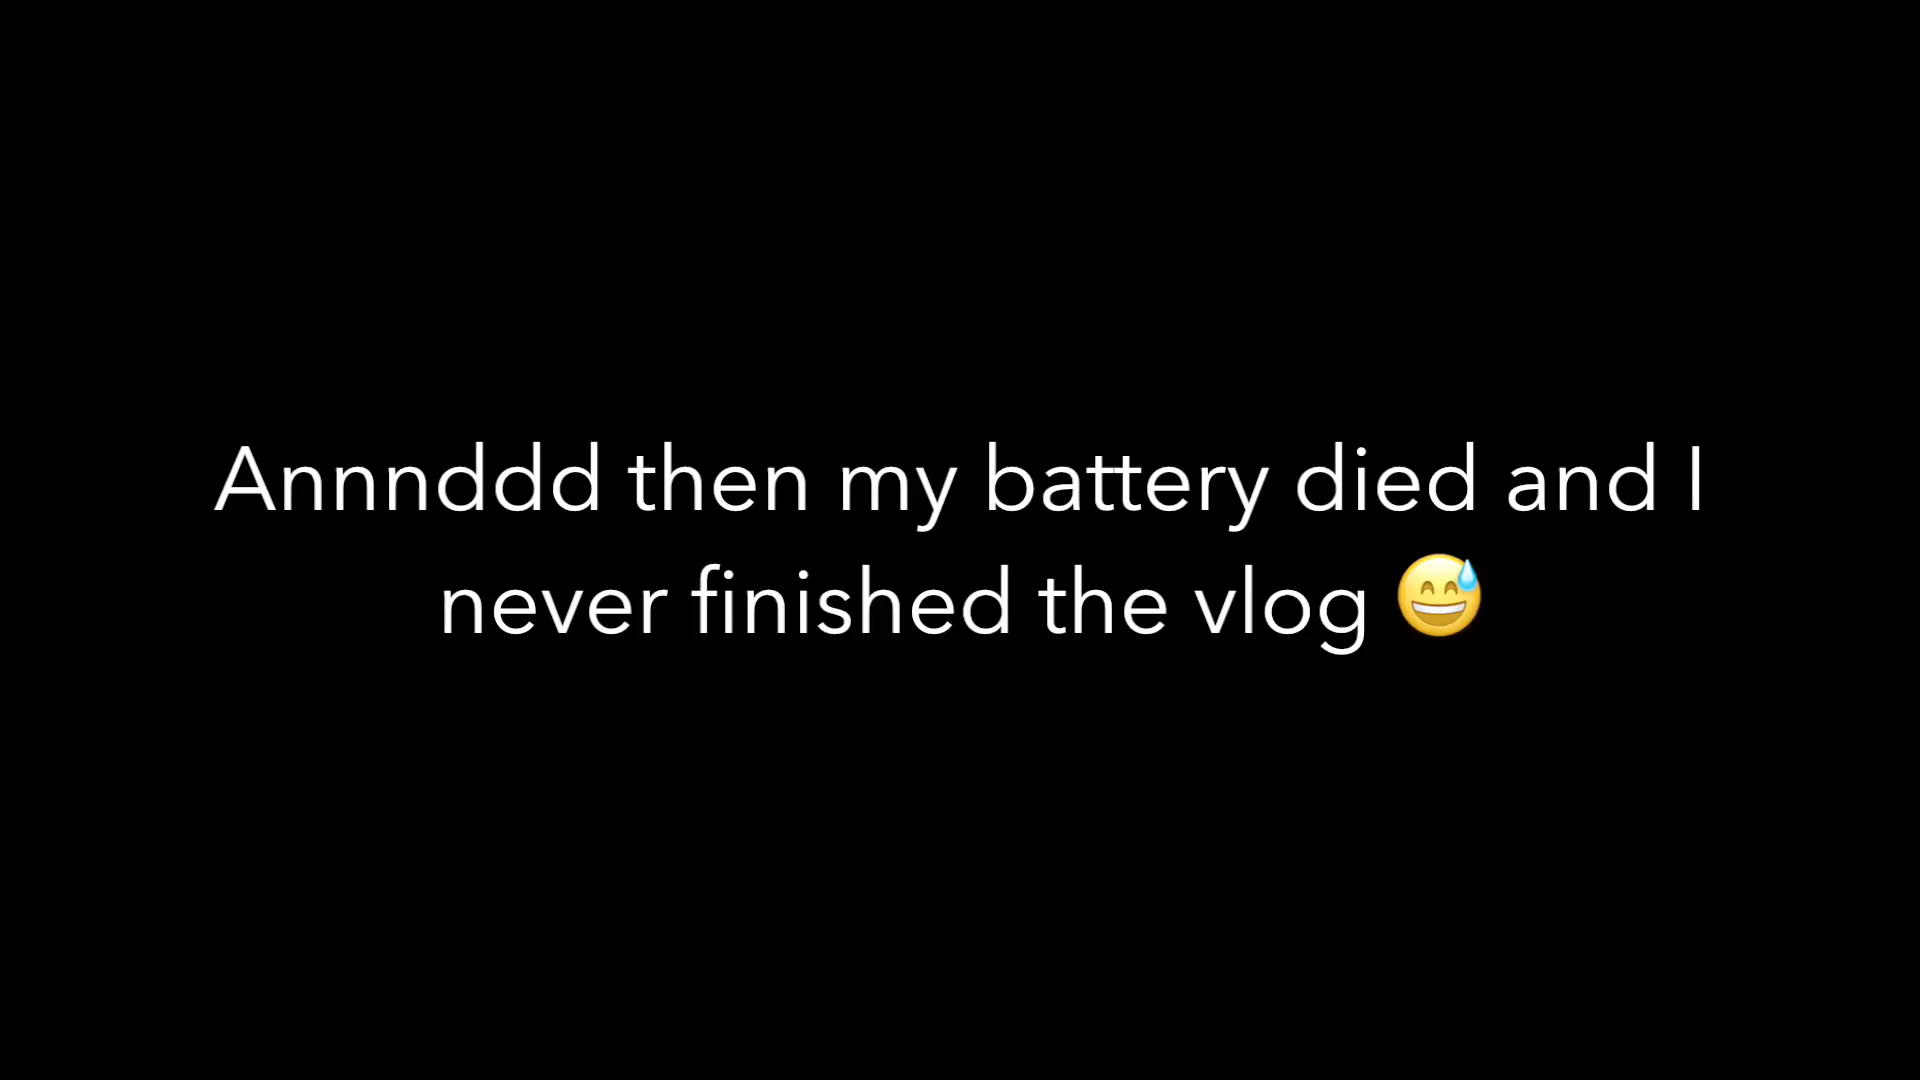 Annnddd then my battery died and I
never finished the vlog 😅